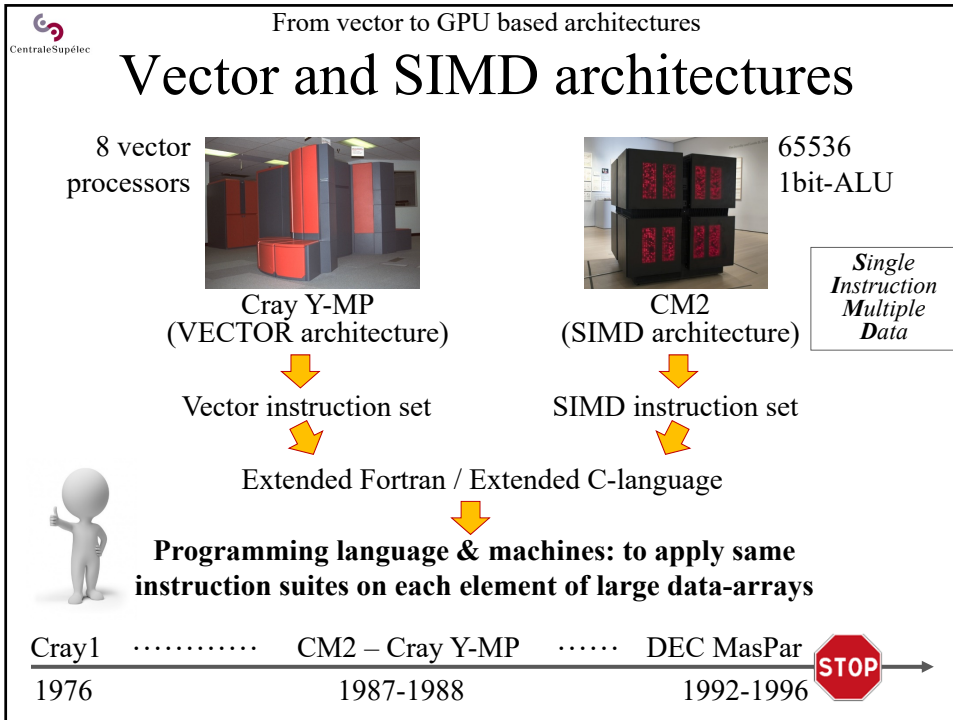 CentraleSupélec
From vector to GPU based architectures
Vector and SIMD architectures
8 vector
processors
65536
1bit-ALU
Single
Instruction
Multiple
Data
Cray Y-MP
(VECTOR architecture)
CM2
(SIMD architecture)
Vector instruction set
SIMD instruction set
Extended Fortran / Extended C-language
Programming language & machines: to apply same
instruction suites on each element of large data-arrays
Cray1 ············ CM2 – Cray Y-MP ······ DEC MasPar
STOP
1976 1987-1988 1992-1996